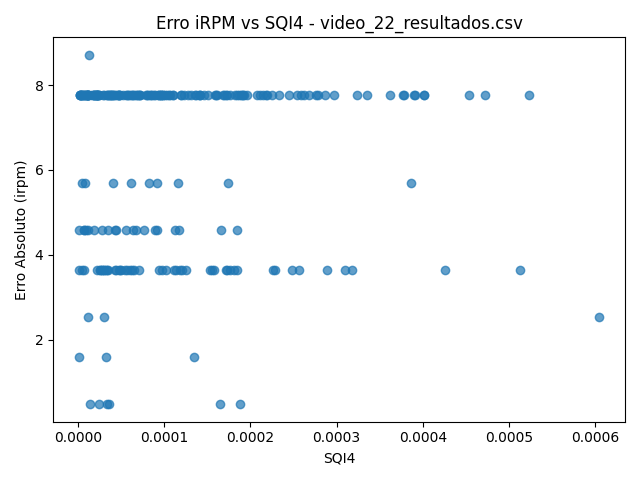 Erro iRPM vs SQI4 - video_22_resultados.csv
Erro Absoluto (irpm)
8
6
4
2
0.0000 0.0001 0.0002 0.0003 0.0004 0.0005 0.0006
SQI4